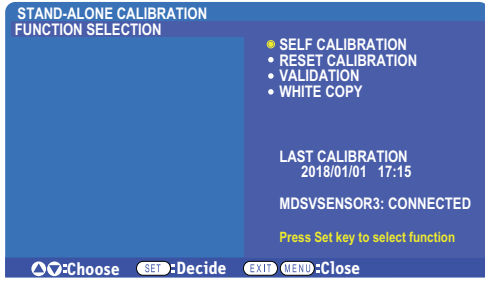 STAND-ALONE CALIBRATION
FUNCTION SELECTION
SELF CALIBRATION
RESET CALIBRATION
VALIDATION
WHITE COPY
LAST CALIBRATION
2018/01/01 17:15
MDSVSENSOR3: CONNECTED
Press Set key to select function
:Choose SET:Decide EXIT MENU:Close